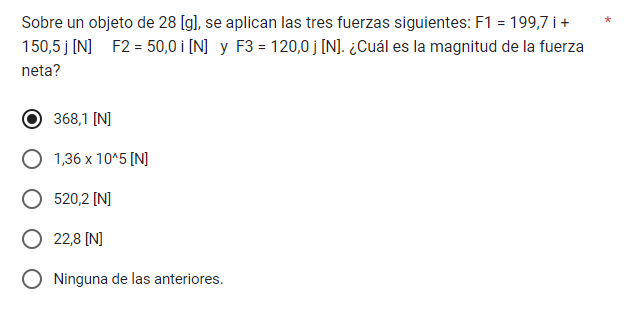 Sobre un objeto de 28 [g], se aplican las tres fuerzas siguientes: F1 = 199,7 i + *
150,5 j [N] F2 = 50,0 i [N] y F3 = 120,0 j [N]. ¿Cuál es la magnitud de la fuerza
neta?
368,1 [N]
1,36 x 10^5 [N]
520,2 [N]
22,8 [N]
Ninguna de las anteriores.